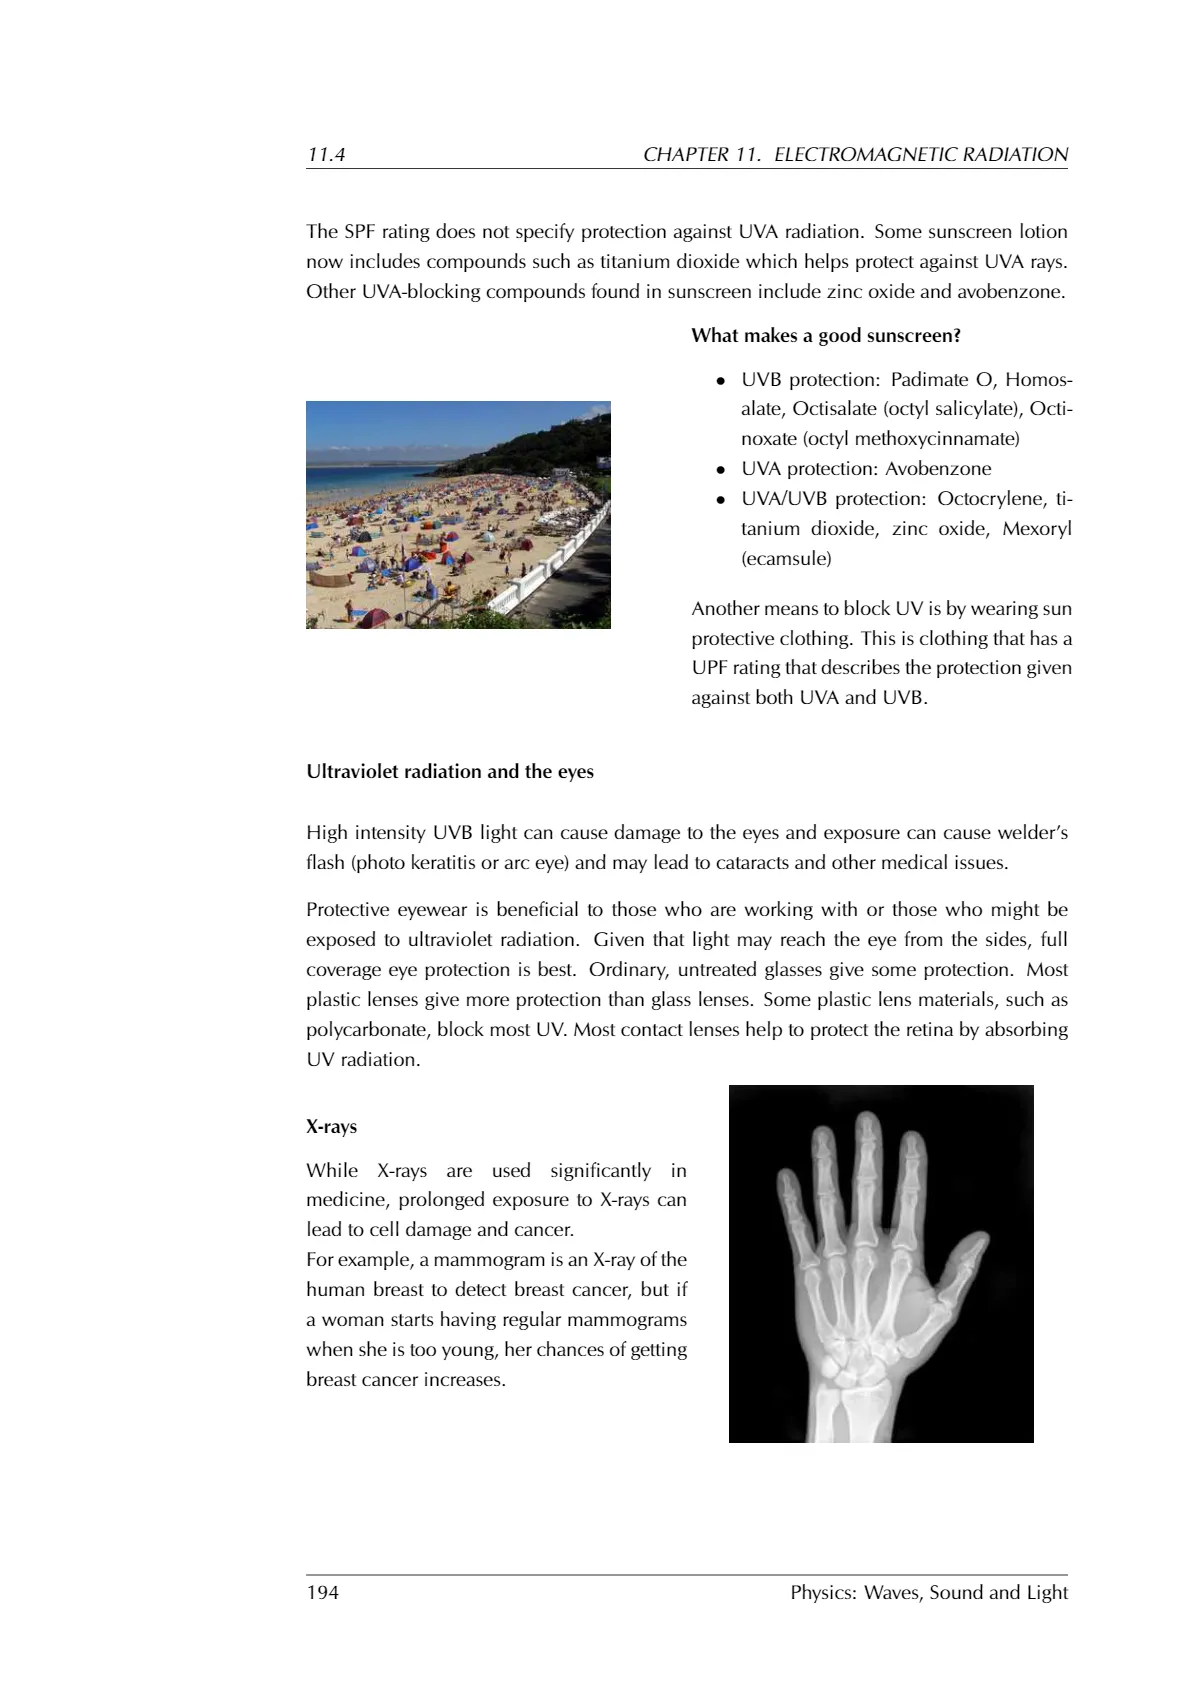 11.4 CHAPTER 11. ELECTROMAGNETIC RADIATION
The SPF rating does not specify protection against UVA radiation. Some sunscreen lotion
now includes compounds such as titanium dioxide which helps protect against UVA rays.
Other UVA-blocking compounds found in sunscreen include zinc oxide and avobenzone.
What makes a good sunscreen?
• UVB protection: Padimate O, Homos-
alate, Octisalate (octyl salicylate), Octi-
noxate (octyl methoxycinnamate)
• UVA protection: Avobenzone
• UVA/UVB protection: Octocrylene, ti-
tanium dioxide, zinc oxide, Mexoryl
(ecamsule)
Another means to block UV is by wearing sun
protective clothing. This is clothing that has a
UPF rating that describes the protection given
against both UVA and UVB.
Ultraviolet radiation and the eyes
High intensity UVB light can cause damage to the eyes and exposure can cause welder’s
flash (photo keratitis or arc eye) and may lead to cataracts and other medical issues.
Protective eyewear is beneficial to those who are working with or those who might be
exposed to ultraviolet radiation. Given that light may reach the eye from the sides, full
coverage eye protection is best. Ordinary, untreated glasses give some protection. Most
plastic lenses give more protection than glass lenses. Some plastic lens materials, such as
polycarbonate, block most UV. Most contact lenses help to protect the retina by absorbing
UV radiation.
X-rays
While X-rays are used significantly in
medicine, prolonged exposure to X-rays can
lead to cell damage and cancer.
For example, a mammogram is an X-ray of the
human breast to detect breast cancer, but if
a woman starts having regular mammograms
when she is too young, her chances of getting
breast cancer increases.
194 Physics: Waves, Sound and Light